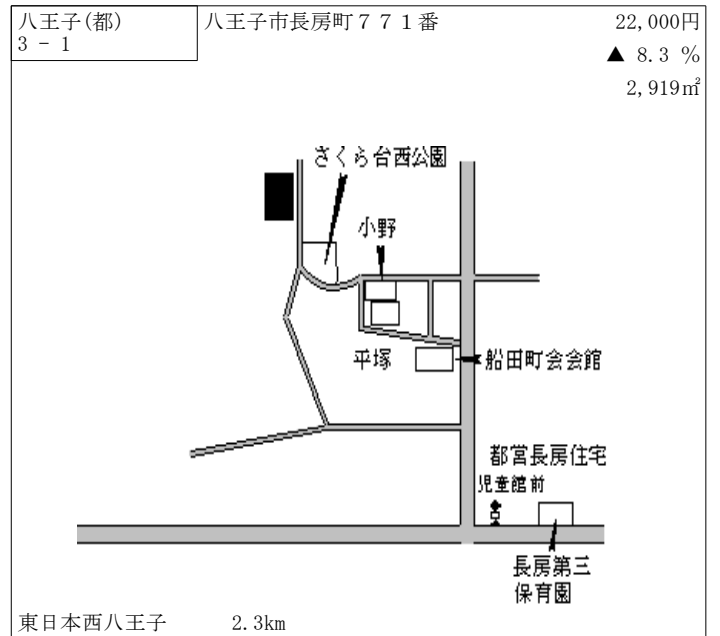 八王子(都)
3 － 1
八王子市長房町７７１番
22,000円
▲ 8.3 %
2,919㎡
さくら台西公園
小野
平塚
船田町会会館
都営長房住宅
児童館前
長房第三
保育園
東日本西八王子 2.3km